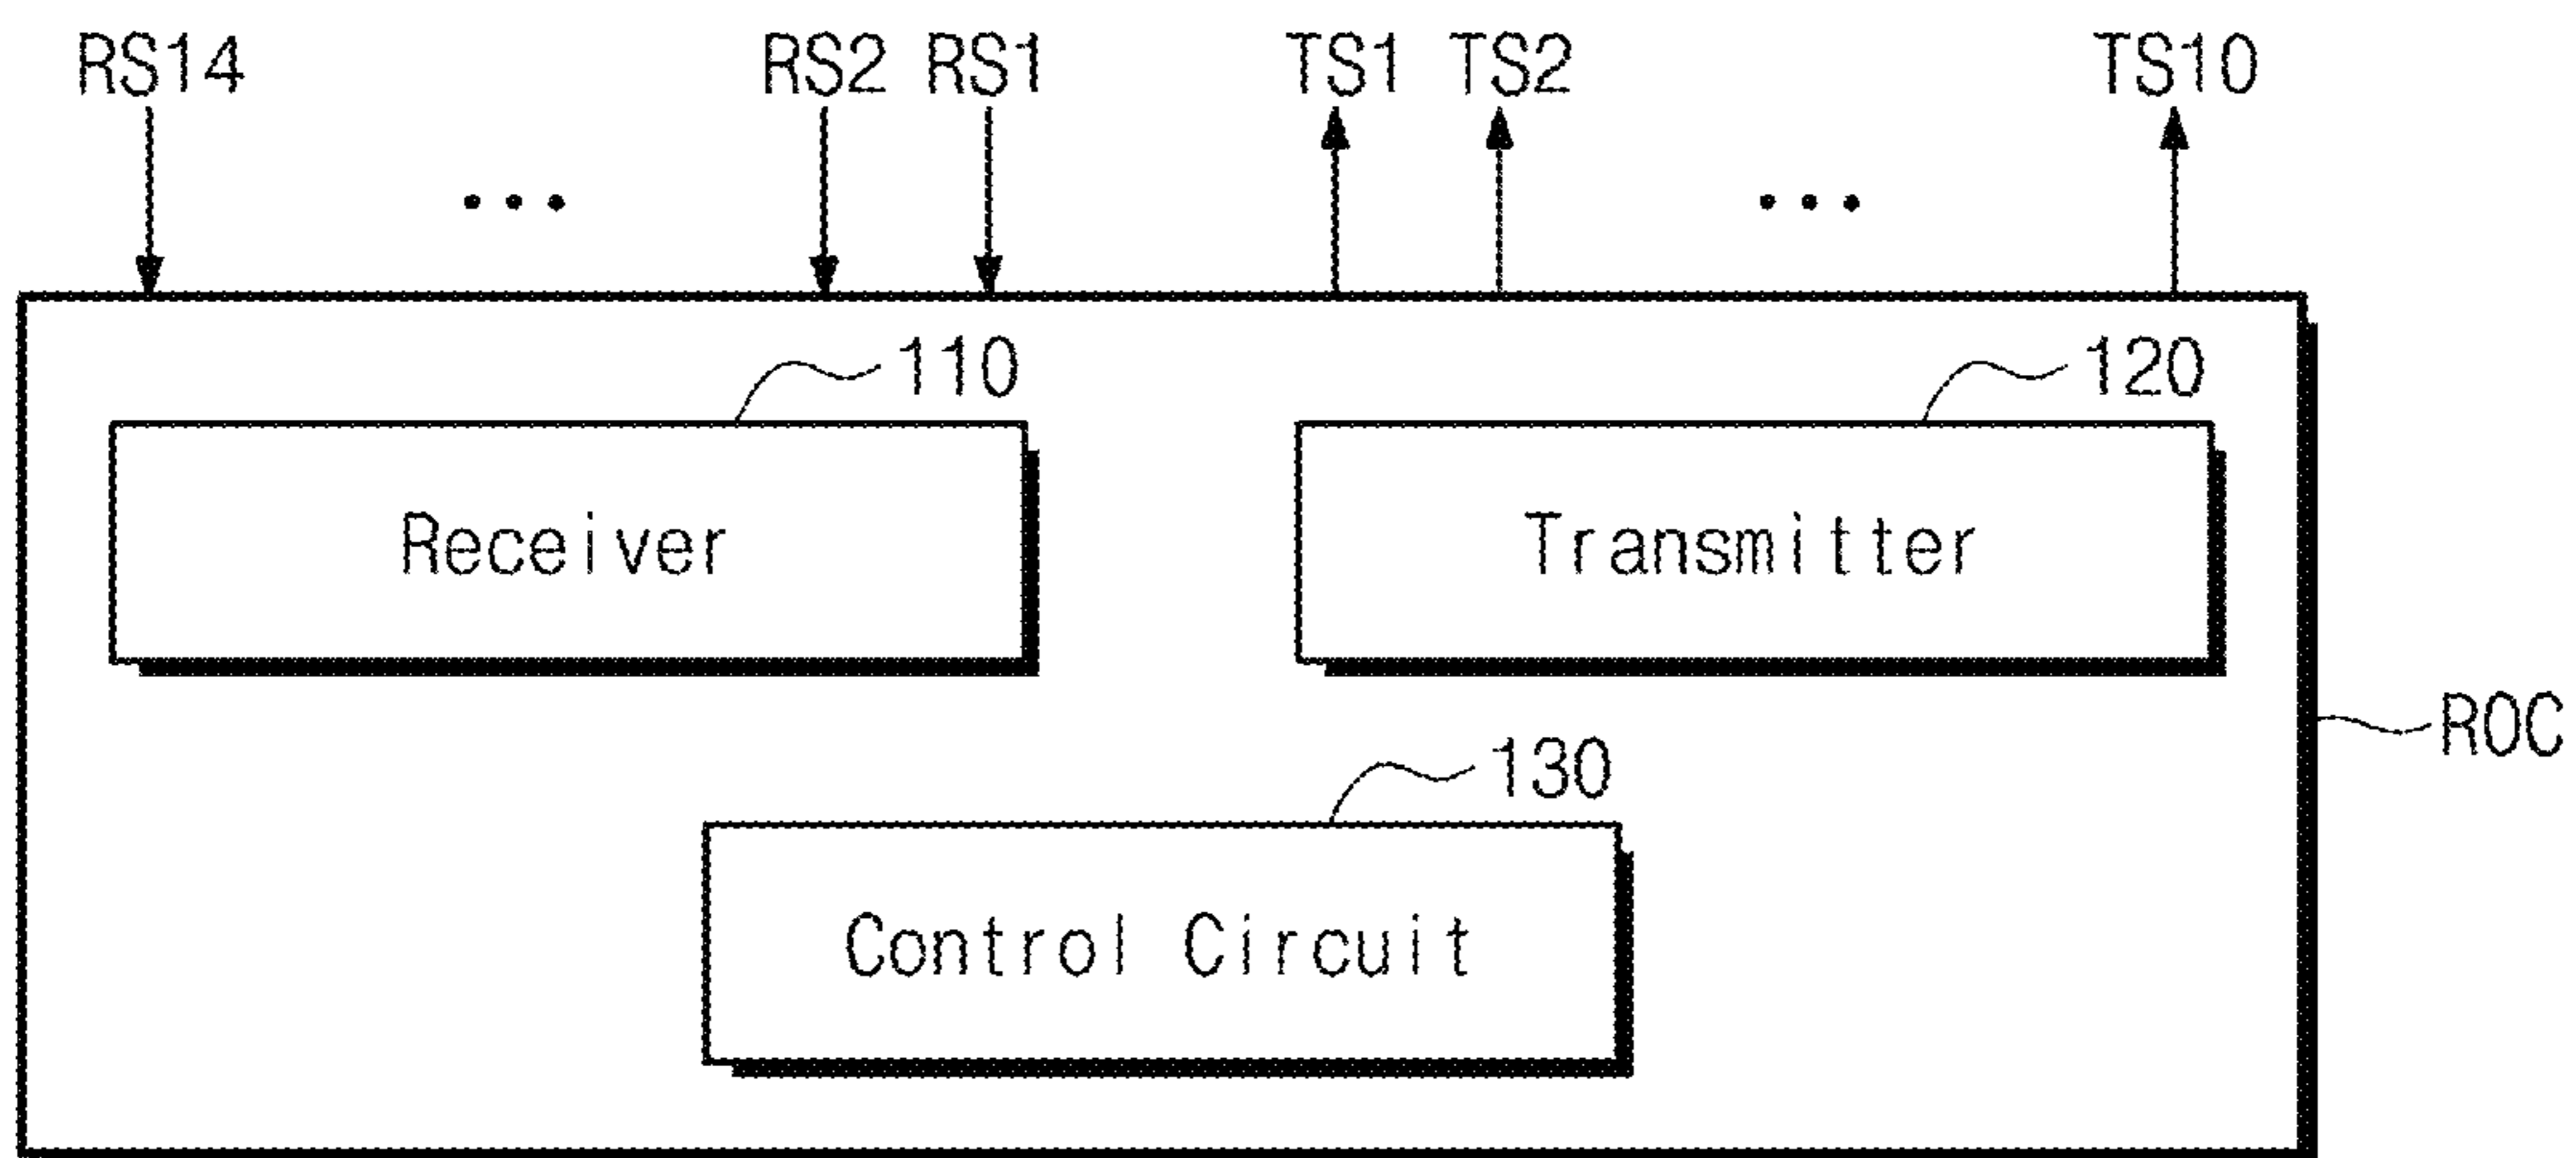 RS14 ... RS2 RS1 TS1 TS2 ... TS10
110 120
Receiver Transmitter
ROC
130
Control Circuit